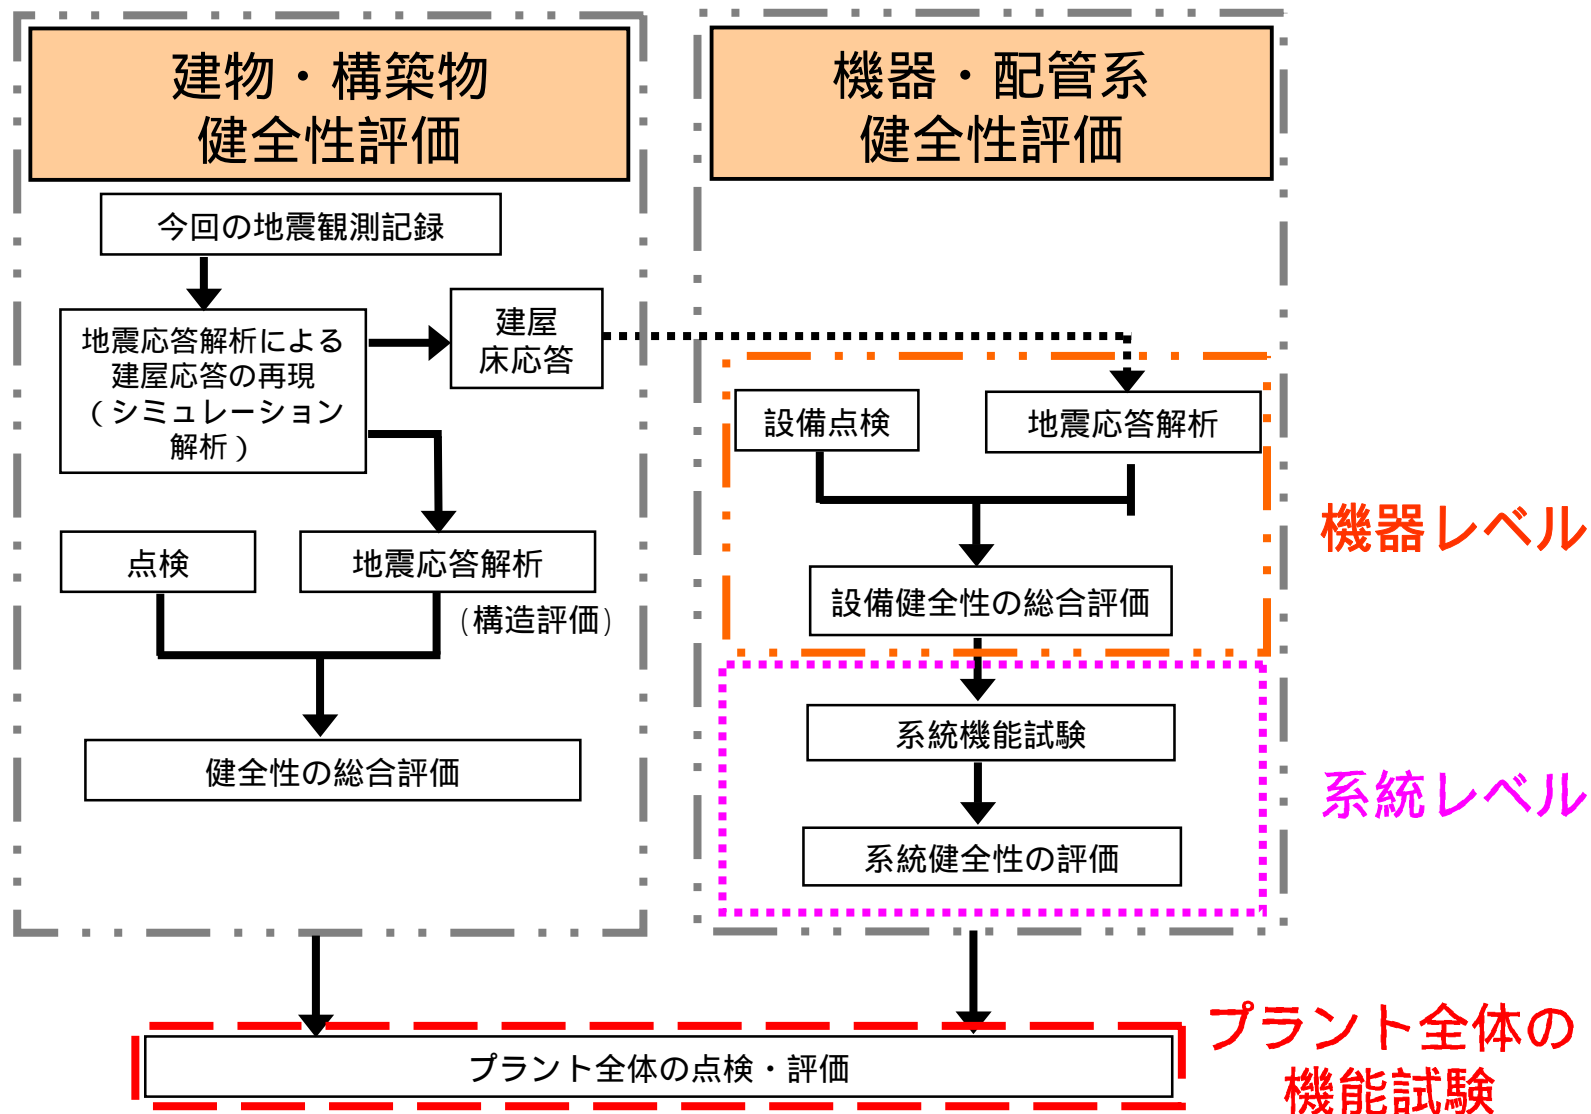 建物・構築物
健全性評価
今回の地震観測記録
地震応答解析による
建屋応答の再現
（シミュレーション
解析）
建屋
床応答
点検
地震応答解析
（構造評価）
健全性の総合評価
機器・配管系
健全性評価
設備点検
地震応答解析
設備健全性の総合評価
機器レベル
系統機能試験
系統健全性の評価
系統レベル
プラント全体の点検・評価
プラント全体の
機能試験